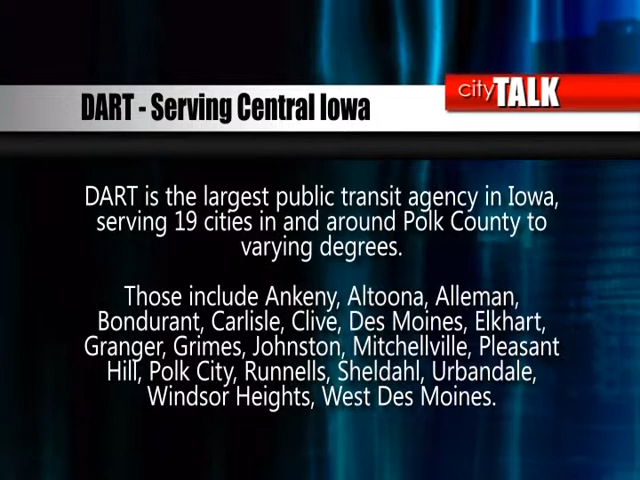 DART - Serving Central Iowa
cityTALK
DART is the largest public transit agency in Iowa,
serving 19 cities in and around Polk County to
varying degrees.
Those include Ankeny, Altoona, Alleman,
Bondurant, Carlisle, Clive, Des Moines, Elkhart,
Granger, Grimes, Johnston, Mitchellville, Pleasant
Hill, Polk City, Runnells, Sheldahl, Urbandale,
Windsor Heights, West Des Moines.